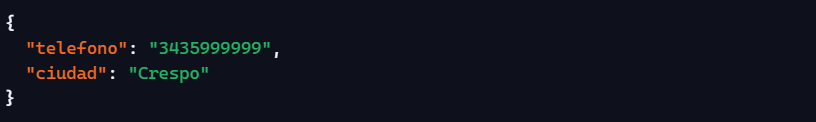 {
"telefono": "3435999999",
"ciudad": "Crespo"
}